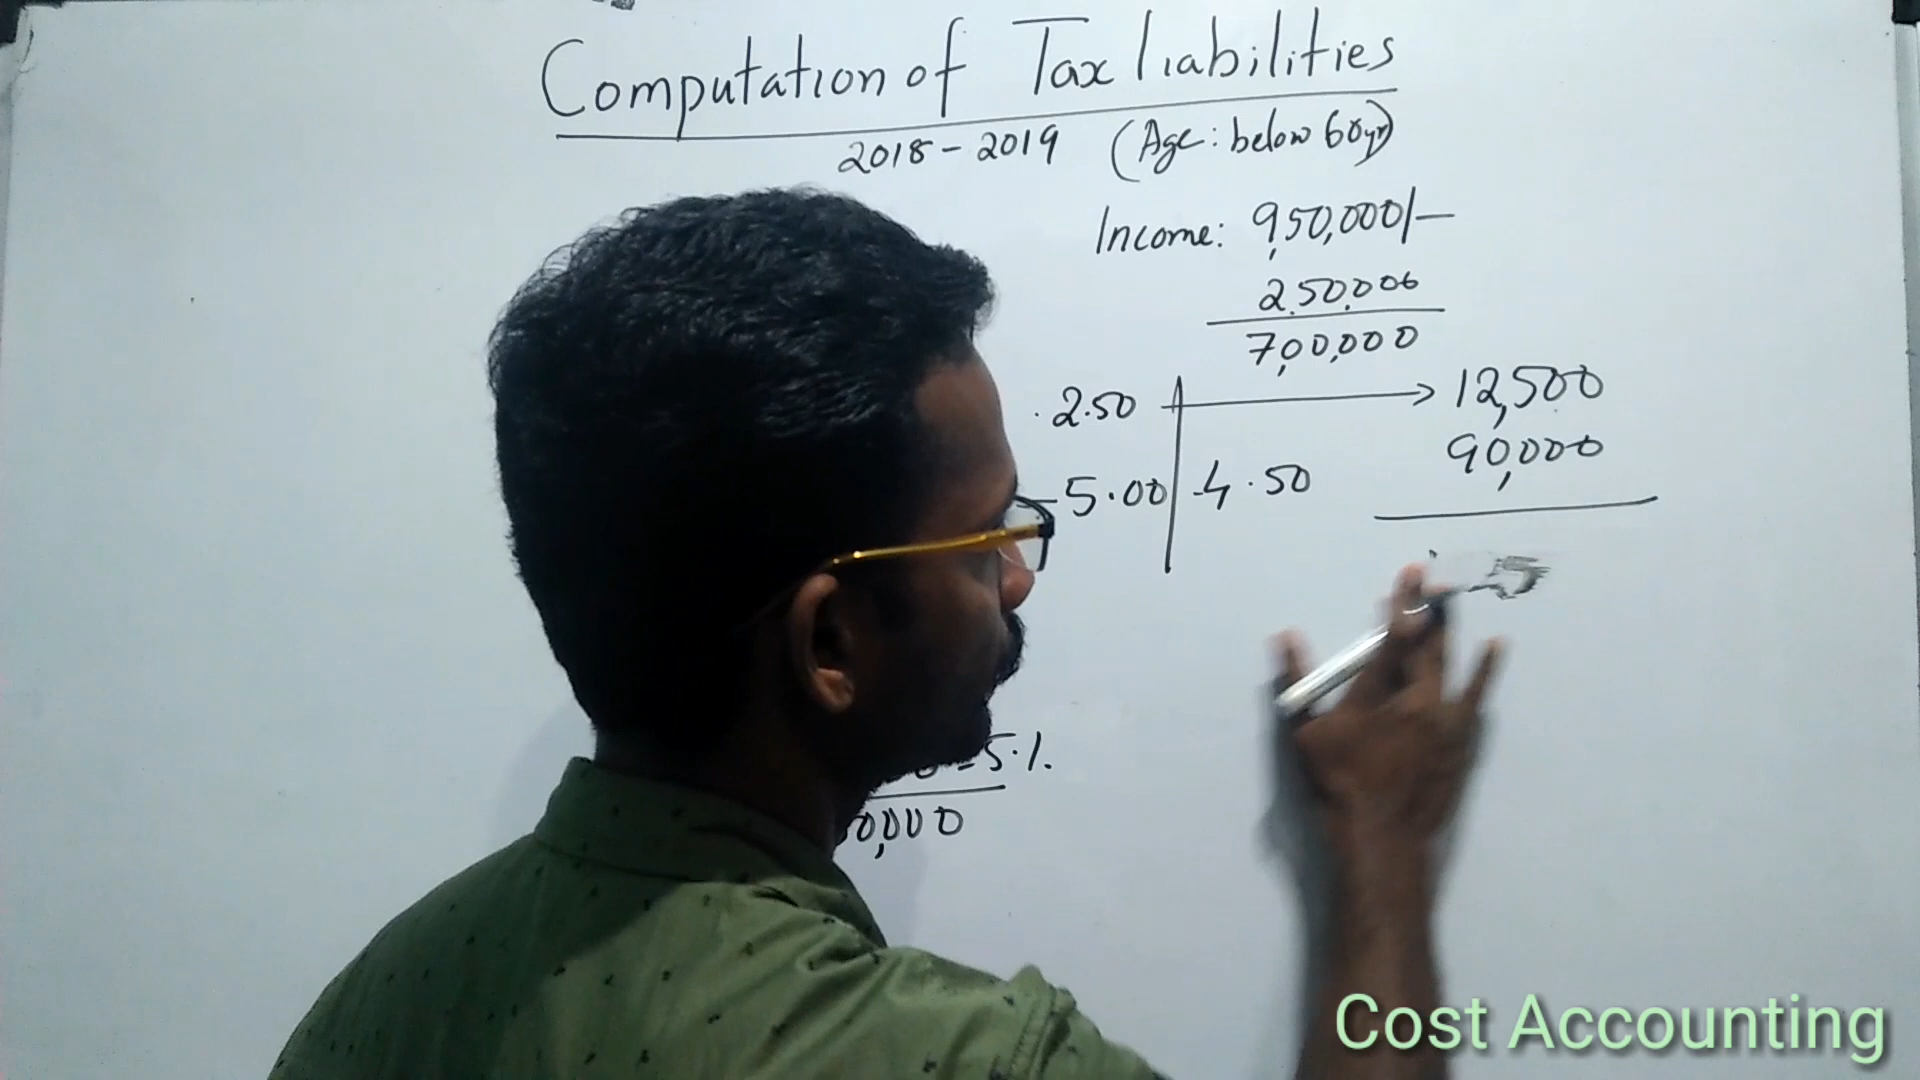 Computation of Tax liabilities
2018 - 2019 (Age: below 60yr)
Income: 9,50,000/-
2,50,000
7,00,000
2.50 → 12,500
90,000
5.00 4.50
5%
0,000
Cost Accounting